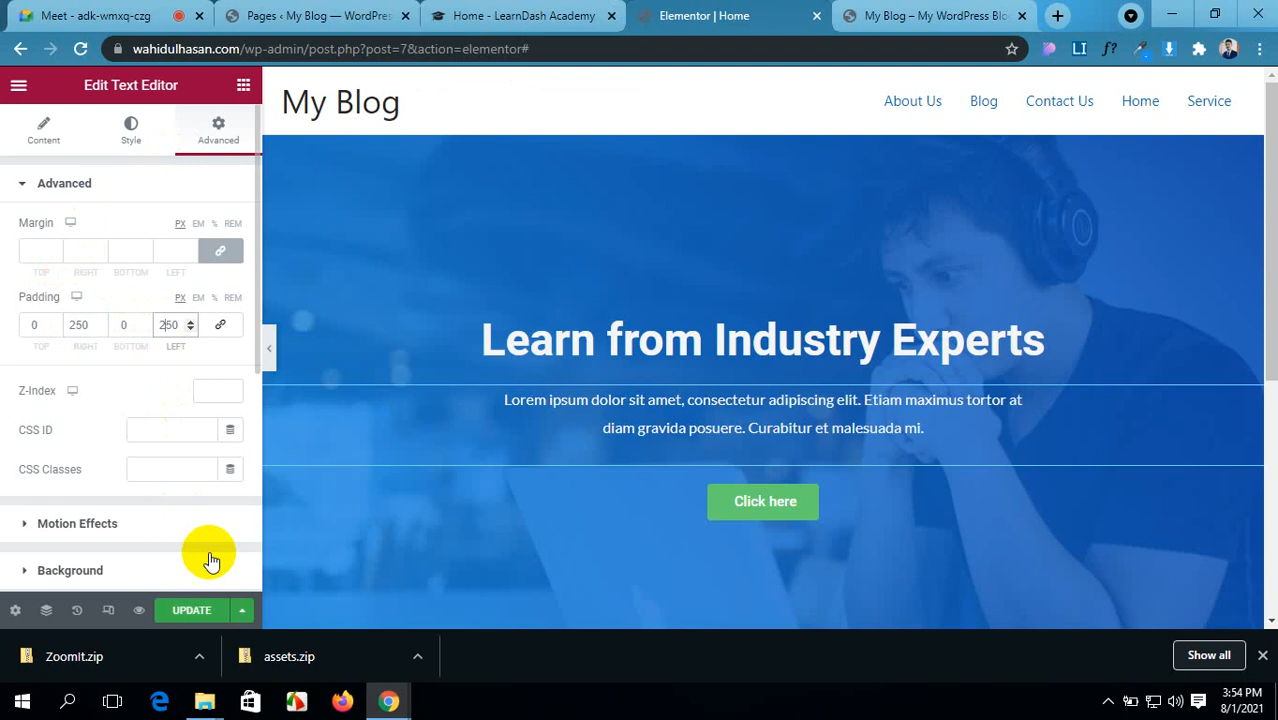 Meet - adk-wmxq-czg
Pages ‹ My Blog — WordPres
Home - LearnDash Academy
Elementor | Home
My Blog – My WordPress Blo
wahidulhasan.com/wp-admin/post.php?post=7&action=elementor#
Edit Text Editor
Content
Style
Advanced
Advanced
Margin
PX EM % REM
TOP RIGHT BOTTOM LEFT
Padding
PX EM % REM
0 250 0 250
TOP RIGHT BOTTOM LEFT
Z-Index
CSS ID
CSS Classes
Motion Effects
Background
UPDATE
My Blog
About Us Blog Contact Us Home Service
Learn from Industry Experts
Lorem ipsum dolor sit amet, consectetur adipiscing elit. Etiam maximus tortor at
diam gravida posuere. Curabitur et malesuada mi.
Click here
ZoomIt.zip
assets.zip
Show all
3:54 PM
8/1/2021